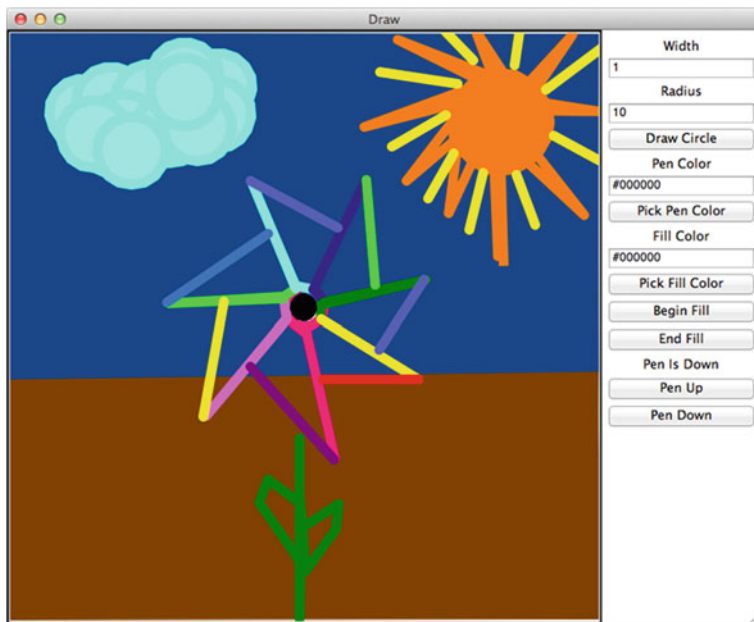 Draw
Width
1
Radius
10
Draw Circle
Pen Color
#000000
Pick Pen Color
Fill Color
#000000
Pick Fill Color
Begin Fill
End Fill
Pen Is Down
Pen Up
Pen Down